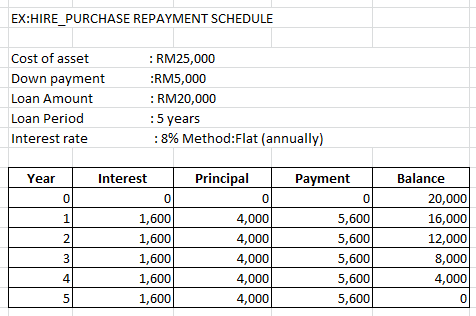 EX:HIRE_PURCHASE REPAYMENT SCHEDULE
Cost of asset : RM25,000
Down payment :RM5,000
Loan Amount : RM20,000
Loan Period : 5 years
Interest rate : 8% Method:Flat (annually)
Year Interest Principal Payment Balance
0 0 0 0 20,000
1 1,600 4,000 5,600 16,000
2 1,600 4,000 5,600 12,000
3 1,600 4,000 5,600 8,000
4 1,600 4,000 5,600 4,000
5 1,600 4,000 5,600 0